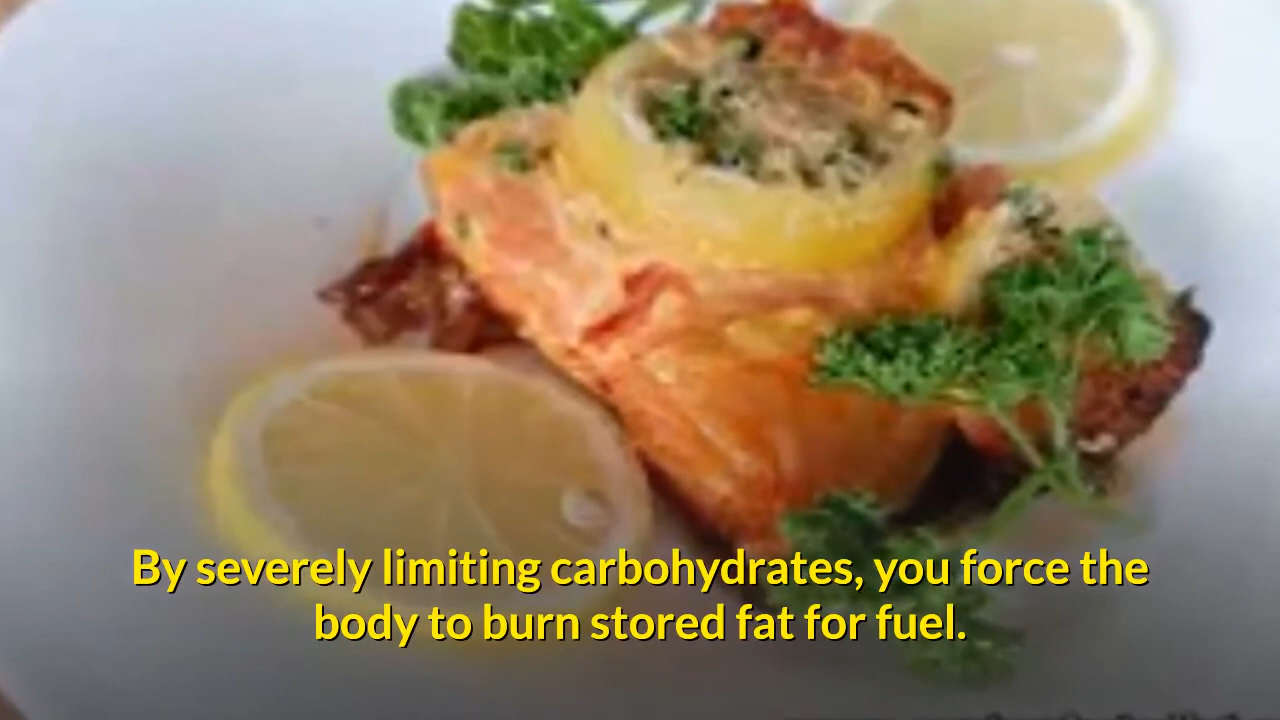 By severely limiting carbohydrates, you force the
body to burn stored fat for fuel.